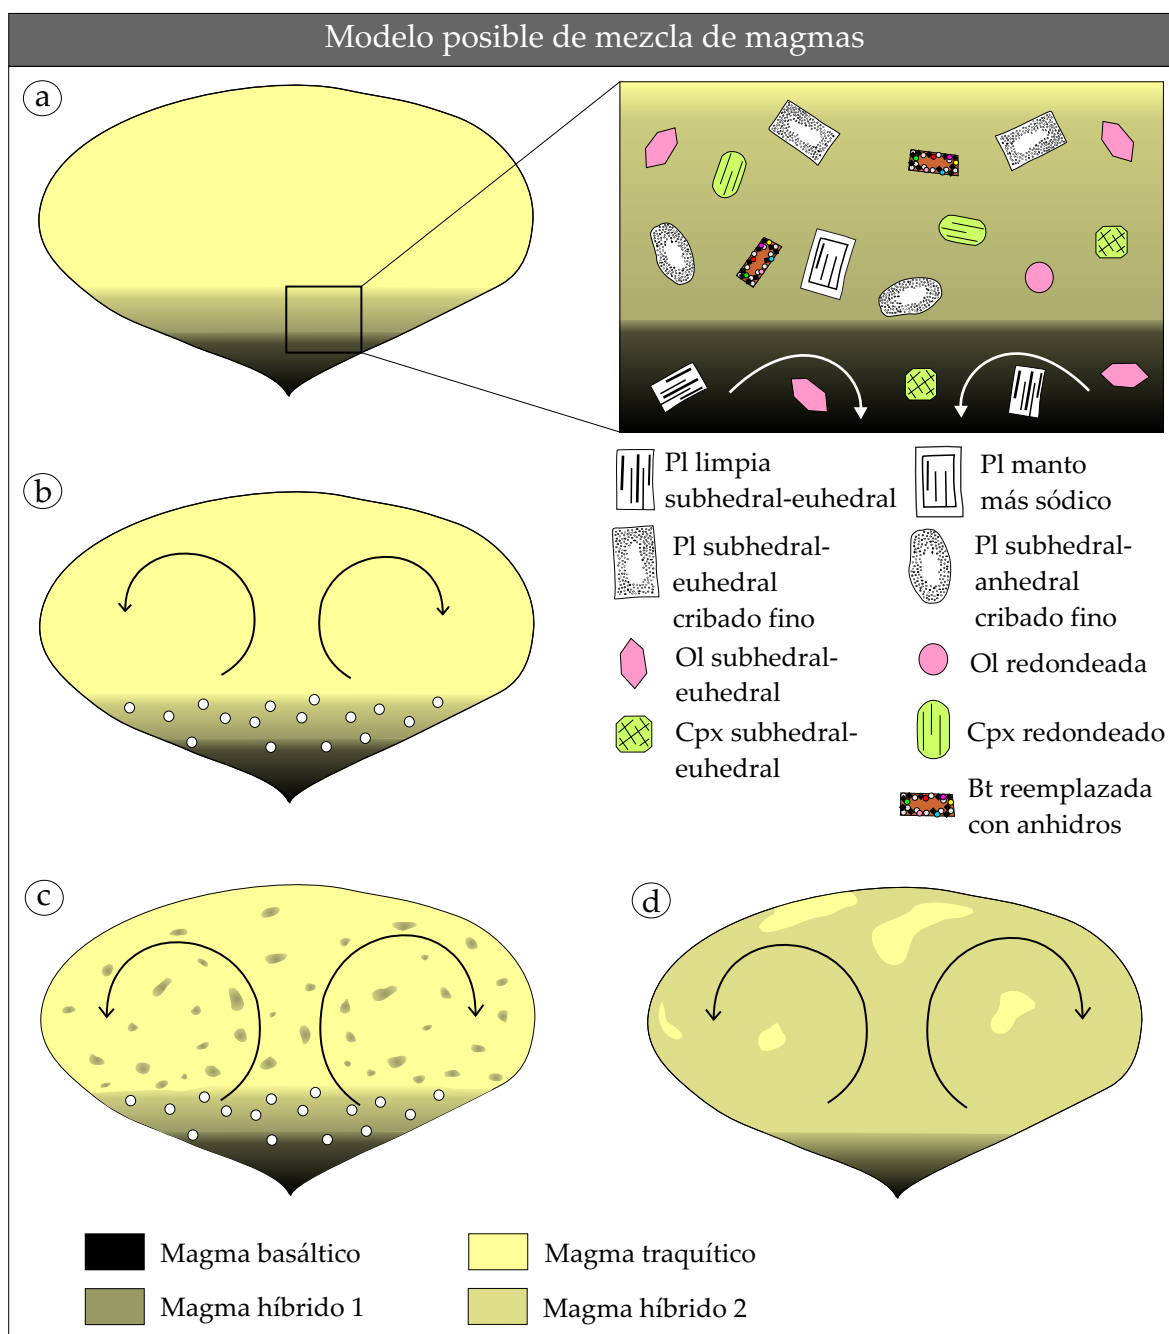 Modelo posible de mezcla de magmas
a
Pl limpia
subhedral-euhedral
Pl manto
más sódico
Pl subhedral-
euhedral
cribado fino
Pl subhedral-
anhedral
cribado fino
Ol subhedral-
euhedral
Ol redondeada
Cpx subhedral-
euhedral
Cpx redondeado
Bt reemplazada
con anhidros
b
c
d
Magma basáltico
Magma traquítico
Magma híbrido 1
Magma híbrido 2